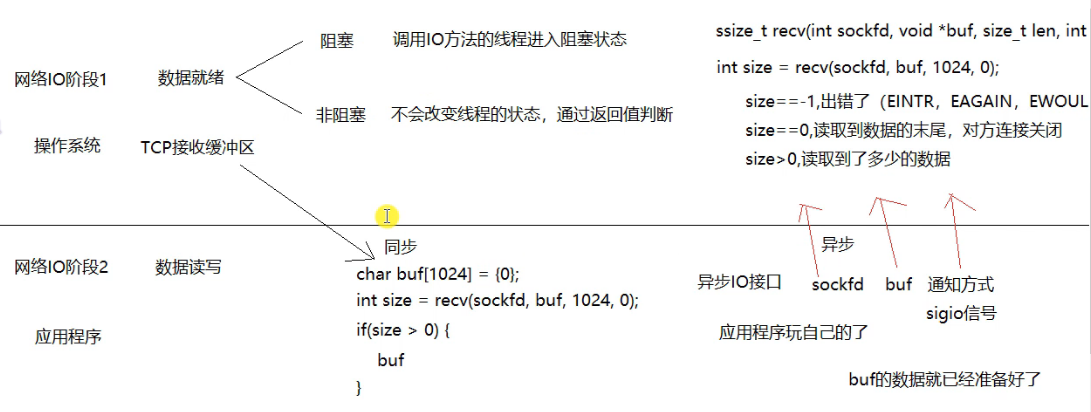 阻塞 调用IO方法的线程进入阻塞状态
ssize_t recv(int sockfd, void *buf, size_t len, int
网络IO阶段1 数据就绪
int size = recv(sockfd, buf, 1024, 0);
size==-1,出错了（EINTR，EAGAIN，EWOUL
非阻塞 不会改变线程的状态，通过返回值判断
size==0,读取到数据的末尾，对方连接关闭
操作系统 TCP接收缓冲区
size>0,读取到了多少的数据
同步
异步
网络IO阶段2 数据读写
char buf[1024] = {0};
int size = recv(sockfd, buf, 1024, 0);
if(size > 0) {
buf
}
应用程序
异步IO接口 sockfd buf 通知方式
sigio信号
应用程序玩自己的了
buf的数据就已经准备好了